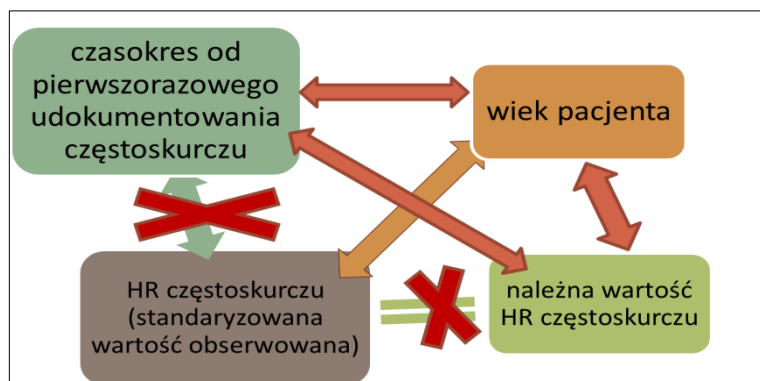 czasokres od
pierwszorazowego
udokumentowania
częstoskurczu
wiek pacjenta
HR częstoskurczu
(standaryzowana
wartość obserwowana)
należna wartość
HR częstoskurczu